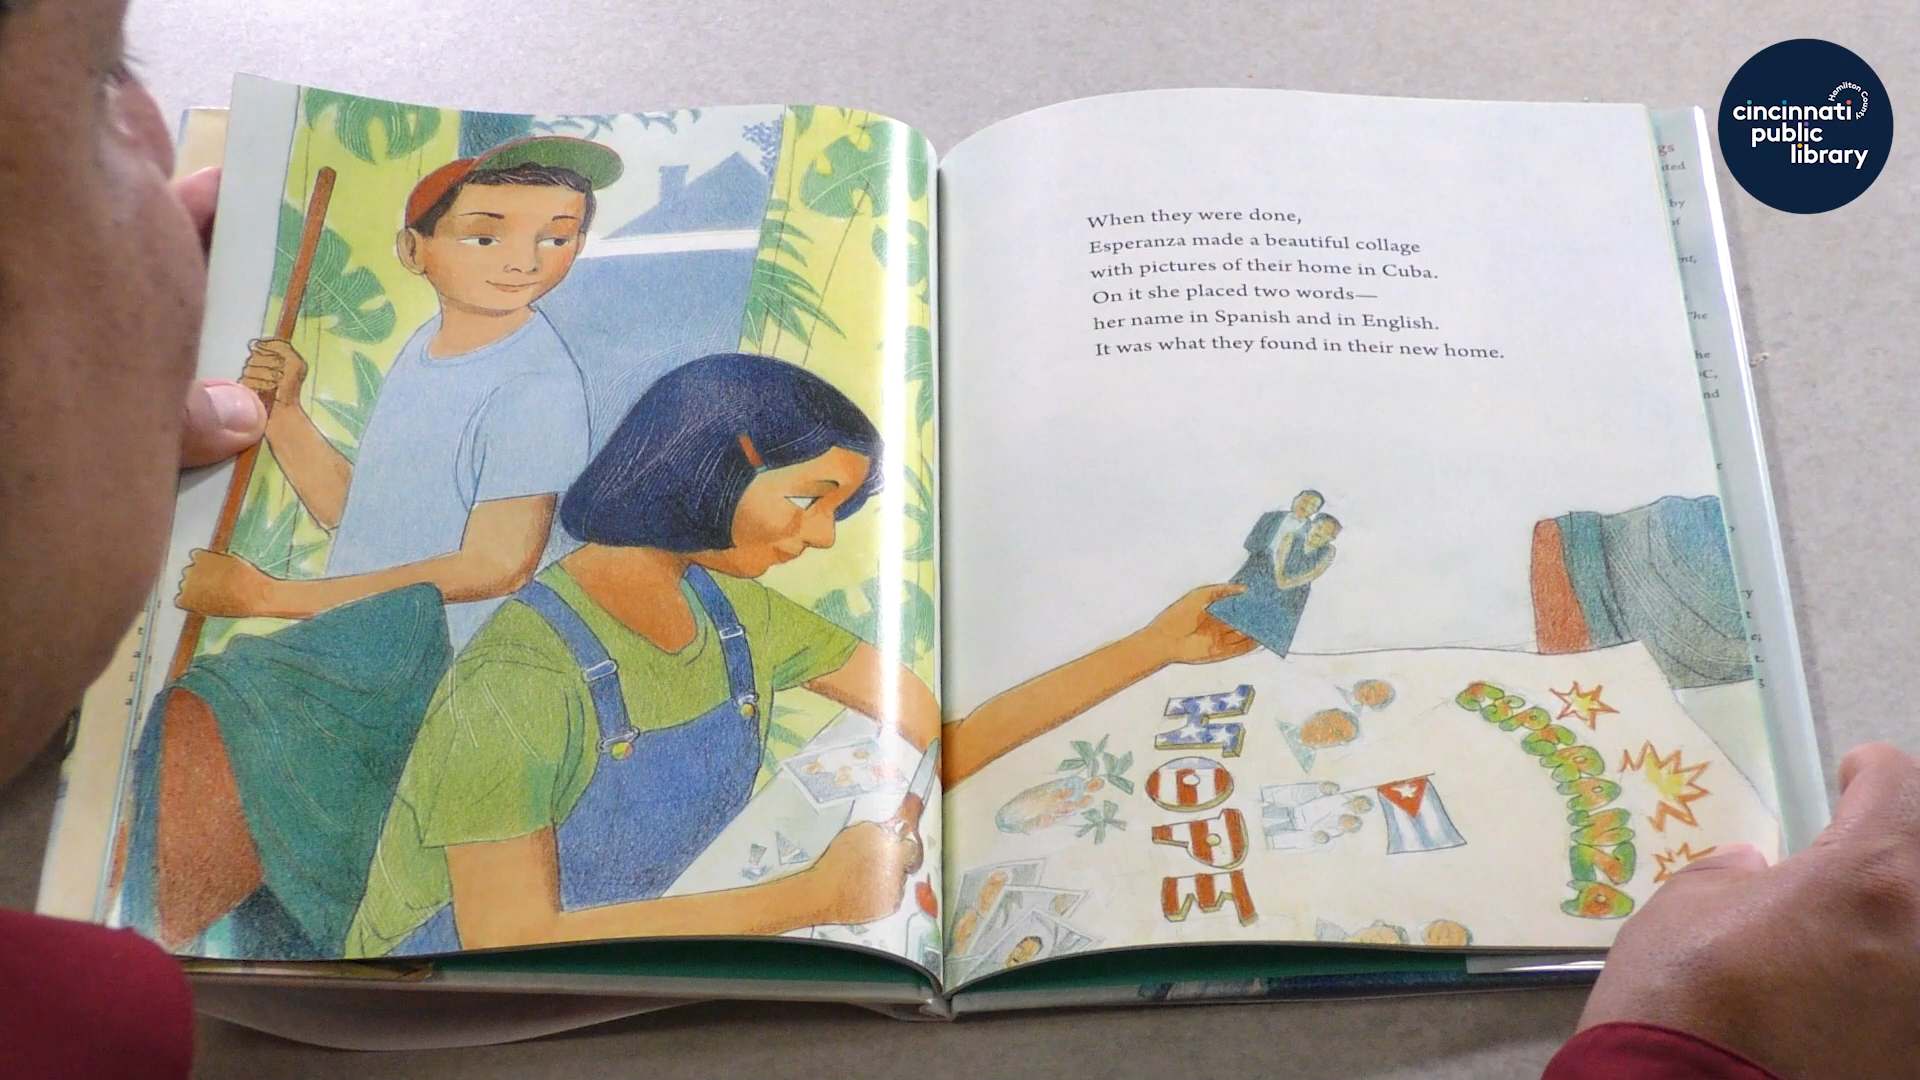 When they were done,
Esperanza made a beautiful collage
with pictures of their home in Cuba.
On it she placed two words—
her name in Spanish and in English.
It was what they found in their new home.
HOPE
ESPERANZA
cincinnati
Hamilton County
public
library